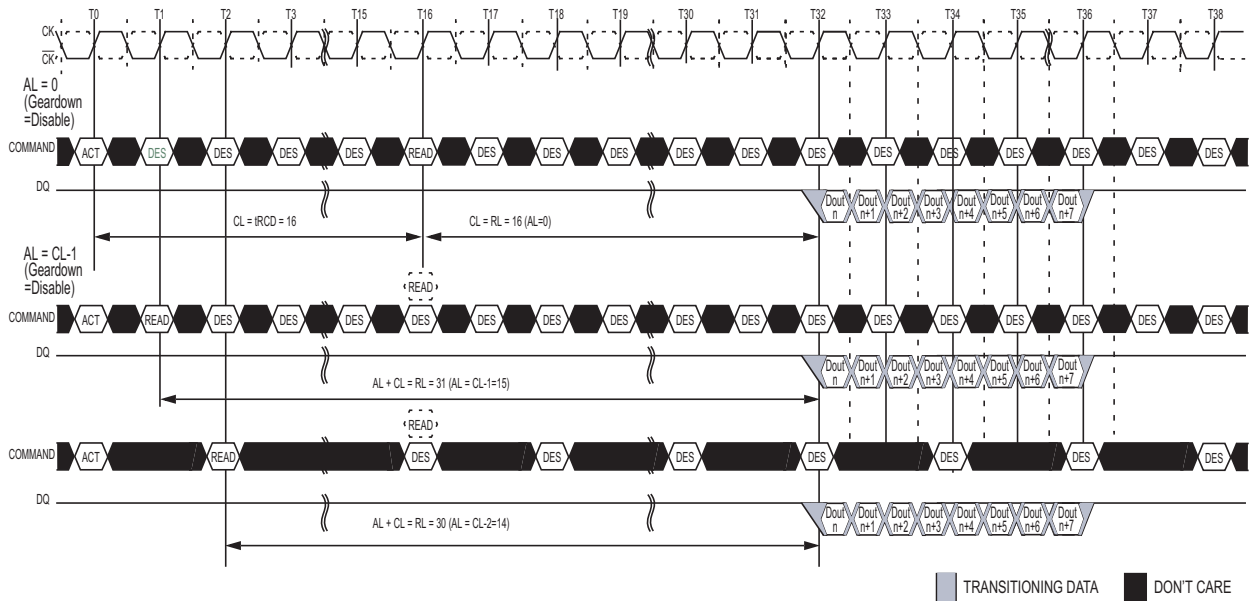 T0 T1 T2 T3 T15 T16 T17 T18 T19 T30 T31 T32 T33 T34 T35 T36 T37 T38
CK
CK
AL = 0
(Geardown
=Disable)
COMMAND ACT DES DES DES DES READ DES DES DES DES DES DES DES DES DES DES DES DES
DQ
Dout n Dout n+1 Dout n+2 Dout n+3 Dout n+4 Dout n+5 Dout n+6 Dout n+7
CL = tRCD = 16 CL = RL = 16 (AL=0)
AL = CL-1
(Geardown
=Disable)
READ
COMMAND ACT READ DES DES DES DES DES DES DES DES DES DES DES DES DES DES DES DES
DQ
Dout n Dout n+1 Dout n+2 Dout n+3 Dout n+4 Dout n+5 Dout n+6 Dout n+7
AL + CL = RL = 31 (AL = CL-1=15)
READ
COMMAND ACT READ DES DES DES DES DES DES DES
DQ
Dout n Dout n+1 Dout n+2 Dout n+3 Dout n+4 Dout n+5 Dout n+6 Dout n+7
AL + CL = RL = 30 (AL = CL-2=14)
TRANSITIONING DATA DON'T CARE